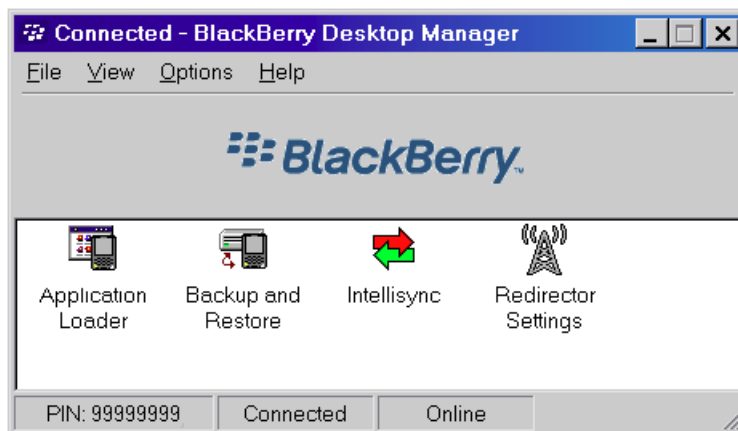 Connected - BlackBerry Desktop Manager
File View Options Help
BlackBerry™
Application Loader
Backup and Restore
Intellisync
Redirector Settings
PIN: 99999999 Connected Online